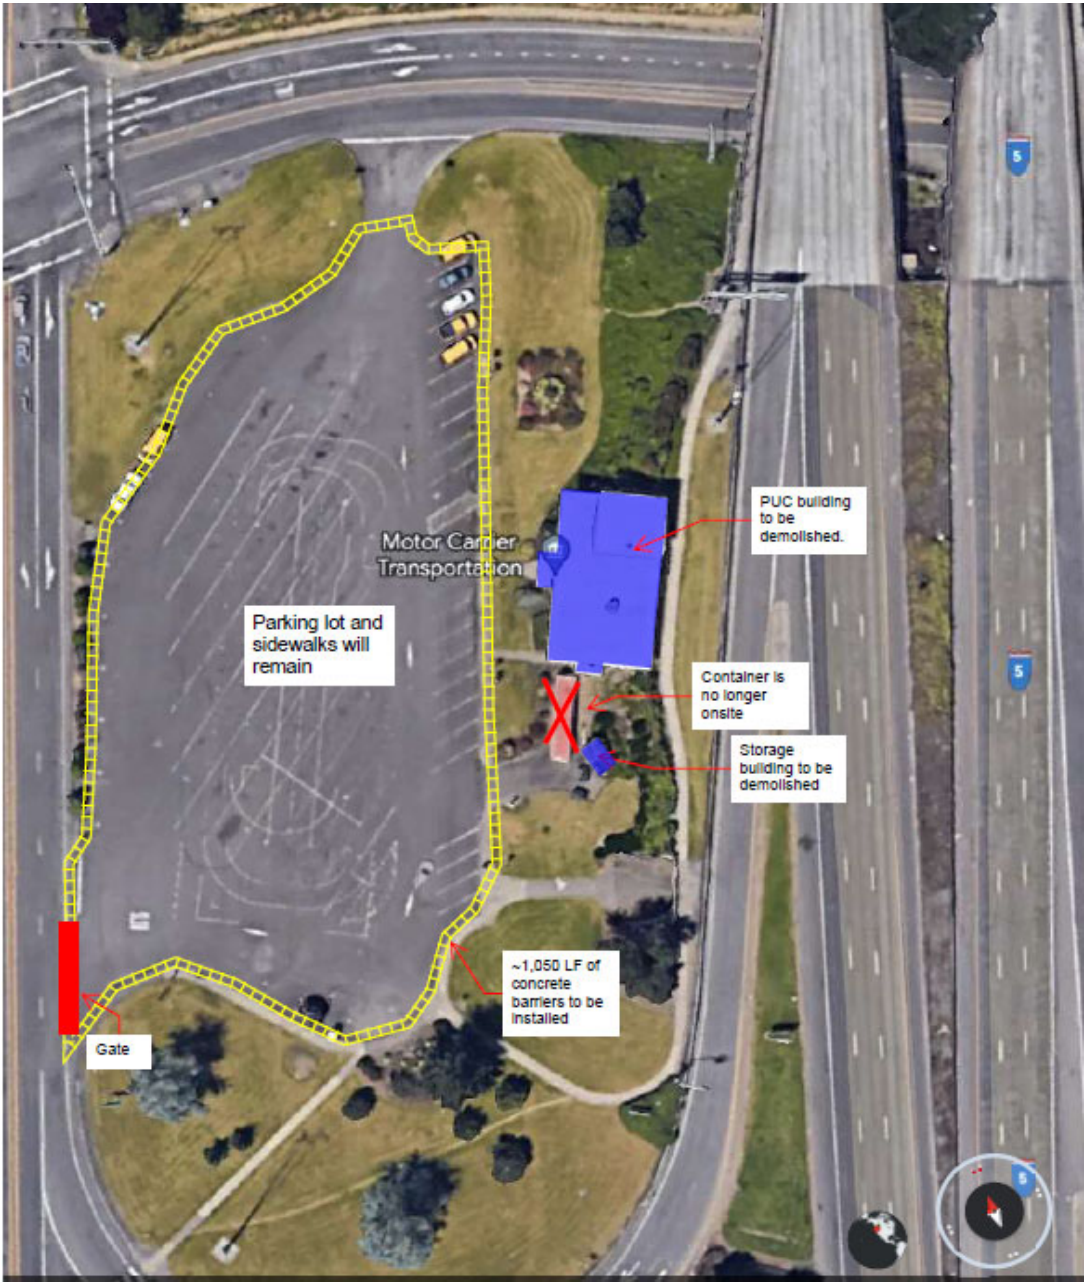 5
PUC building
to be
demolished.
Motor Carrier
Transportation
Parking lot and
sidewalks will
remain
5
Container is
no longer
onsite
Storage
building to be
demolished
~1,050 LF of
concrete
barriers to be
installed
Gate
5